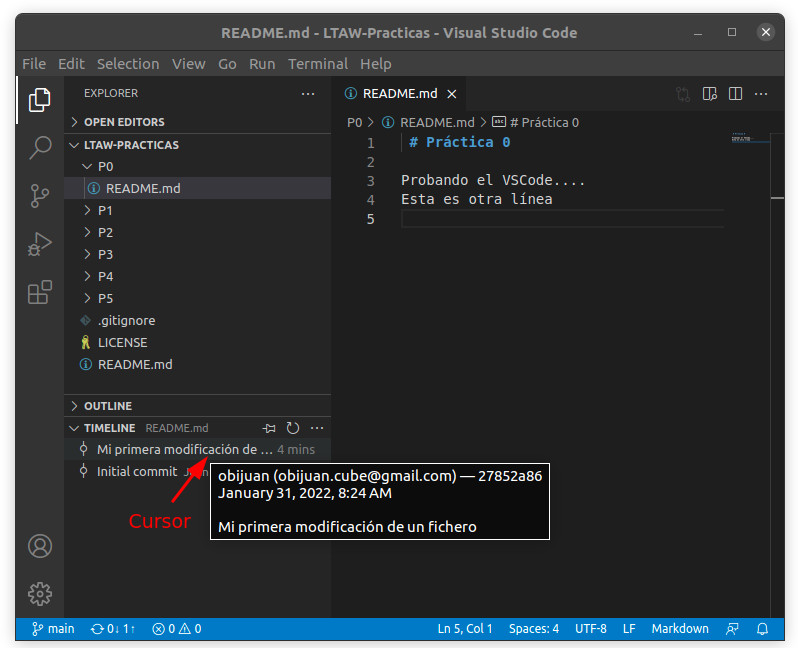 README.md - LTAW-Practicas - Visual Studio Code
File Edit Selection View Go Run Terminal Help
EXPLORER
OPEN EDITORS
LTAW-PRACTICAS
P0
README.md
P1
P2
P3
P4
P5
.gitignore
LICENSE
README.md
OUTLINE
TIMELINE README.md
Mi primera modificación de ... 4 mins
Initial commit
Cursor
obijuan (obijuan.cube@gmail.com) — 27852a86
January 31, 2022, 8:24 AM
Mi primera modificación de un fichero
README.md
P0 > README.md > abc # Práctica 0
1 # Práctica 0
2
3 Probando el VSCode....
4 Esta es otra línea
5
main 0↓ 1↑ 0 0 Ln 5, Col 1 Spaces: 4 UTF-8 LF Markdown